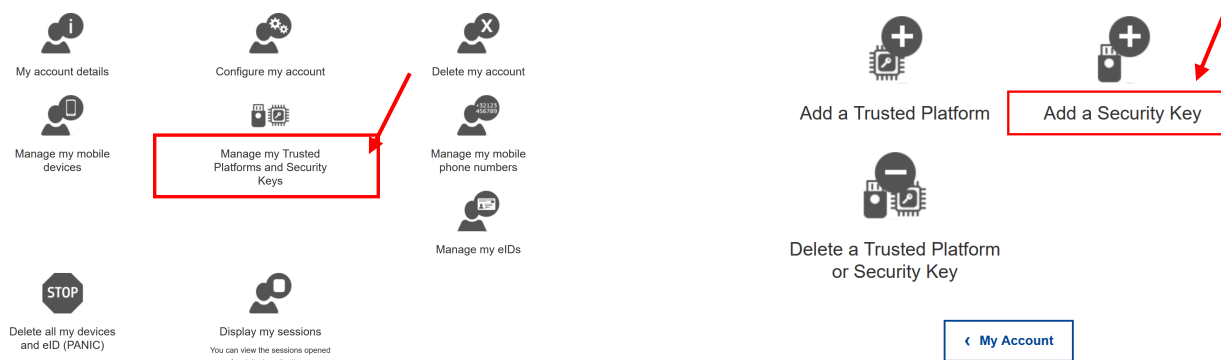 My account details
Configure my account
Delete my account
Manage my mobile
devices
Manage my Trusted
Platforms and Security
Keys
+32123
456789
Manage my mobile
phone numbers
Manage my eIDs
STOP
Delete all my devices
and eID (PANIC)
Display my sessions
You can view the sessions opened
Add a Trusted Platform
Add a Security Key
Delete a Trusted Platform
or Security Key
‹ My Account